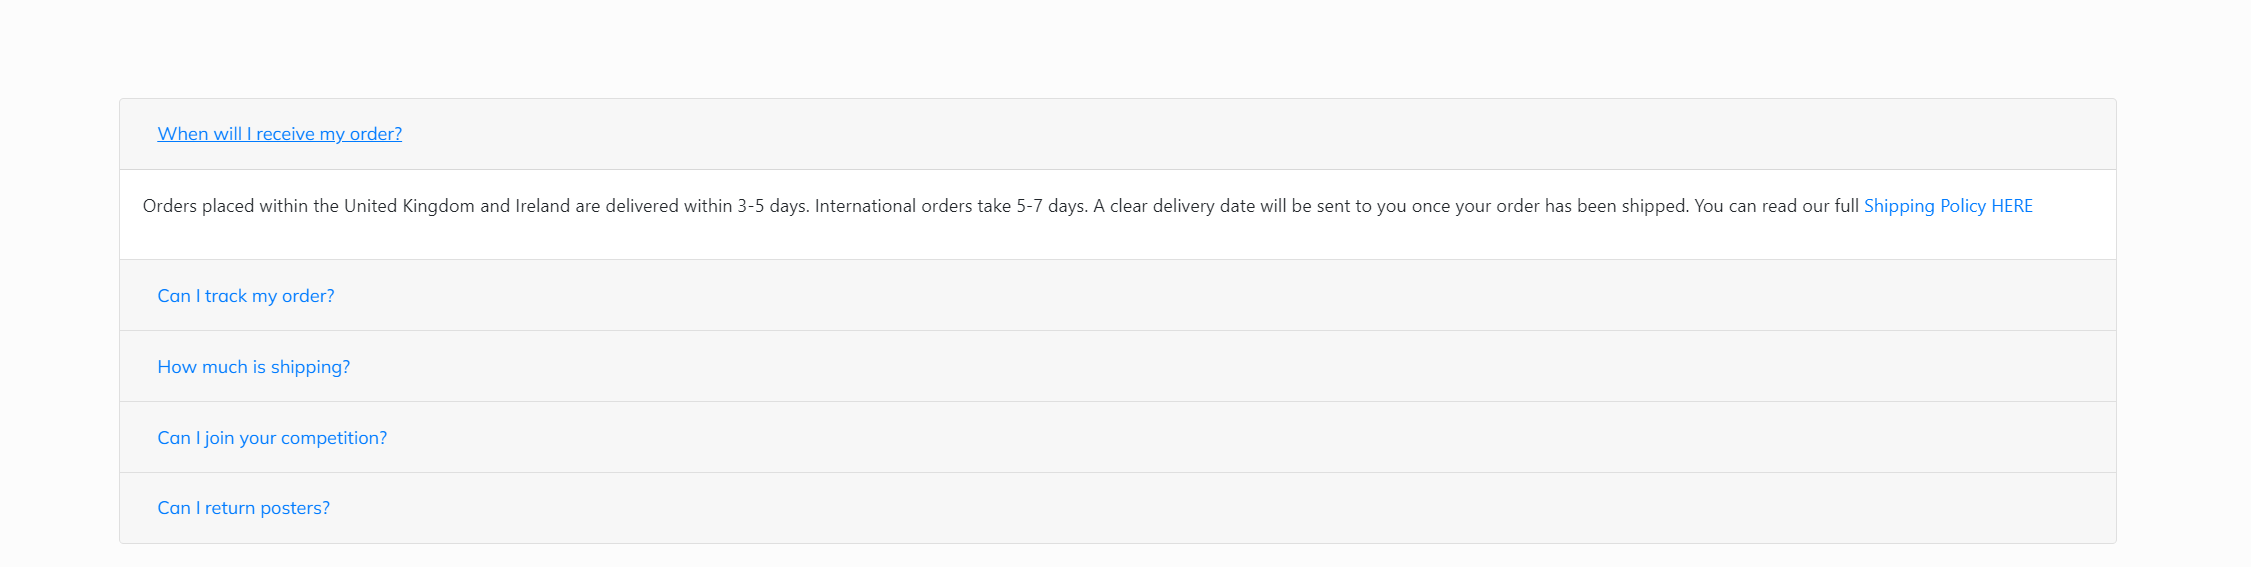 When will I receive my order?
Orders placed within the United Kingdom and Ireland are delivered within 3-5 days. International orders take 5-7 days. A clear delivery date will be sent to you once your order has been shipped. You can read our full Shipping Policy HERE
Can I track my order?
How much is shipping?
Can I join your competition?
Can I return posters?